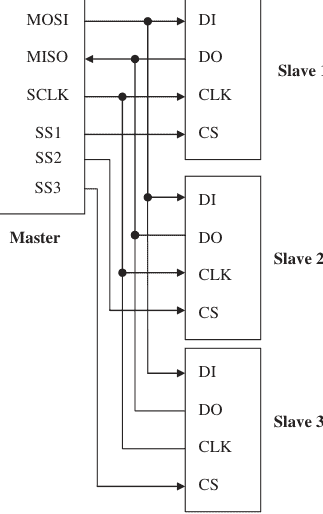 MOSI
MISO
SCLK
SS1
SS2
SS3
Master
DI
DO
CLK
CS
Slave 1
DI
DO
CLK
CS
Slave 2
DI
DO
CLK
CS
Slave 3